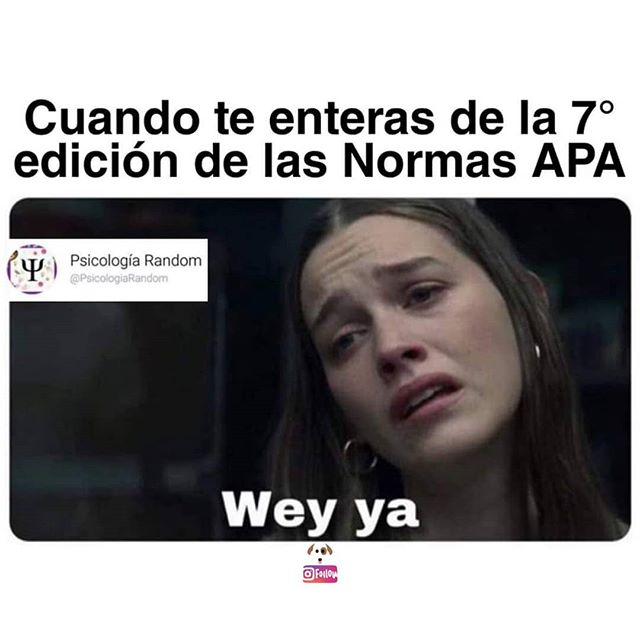 Cuando te enteras de la 7°
edición de las Normas APA
Ψ
Psicología Random
@PsicologiaRandom
Wey ya
Follow